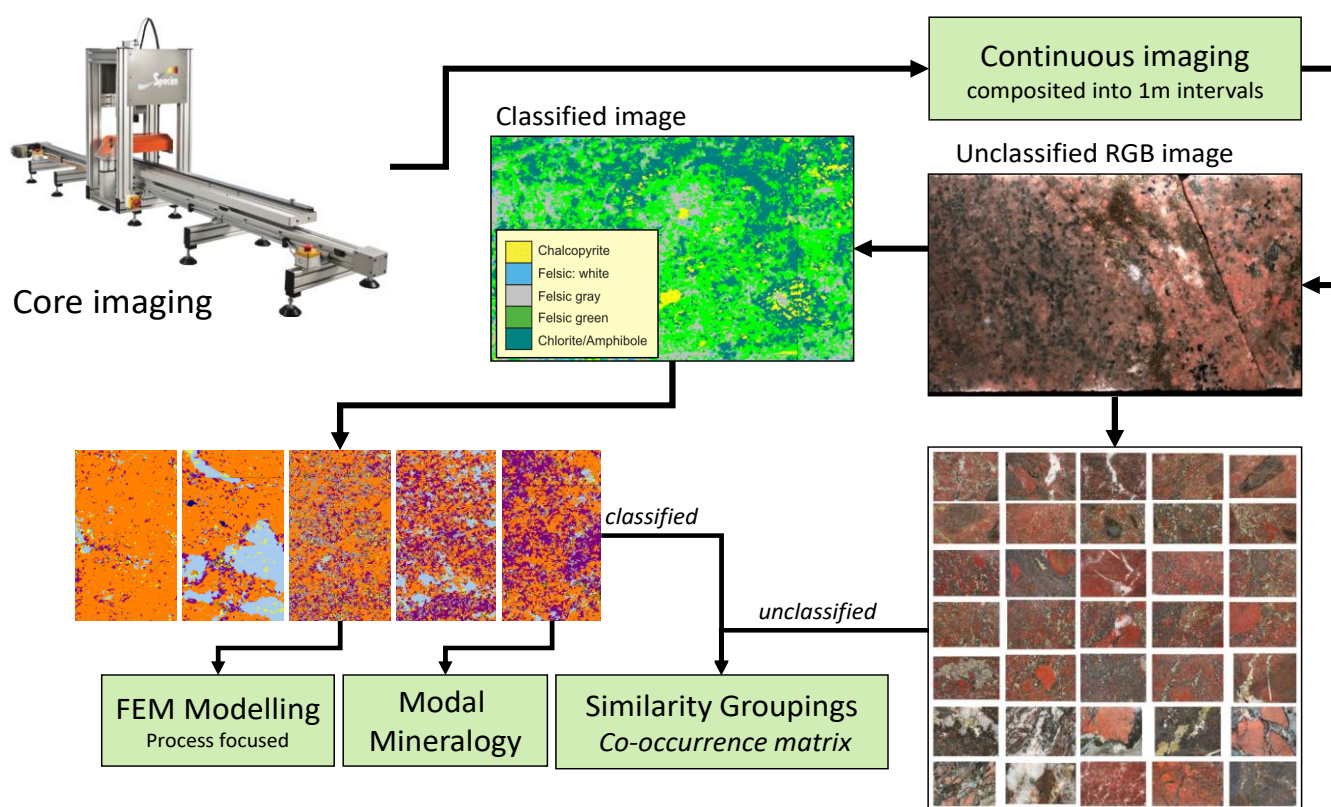 Specim
Core imaging
Continuous imaging
composited into 1m intervals
Classified image
Chalcopyrite
Felsic: white
Felsic gray
Felsic green
Chlorite/Amphibole
Unclassified RGB image
classified
unclassified
FEM Modelling
Process focused
Modal
Mineralogy
Similarity Groupings
Co-occurrence matrix